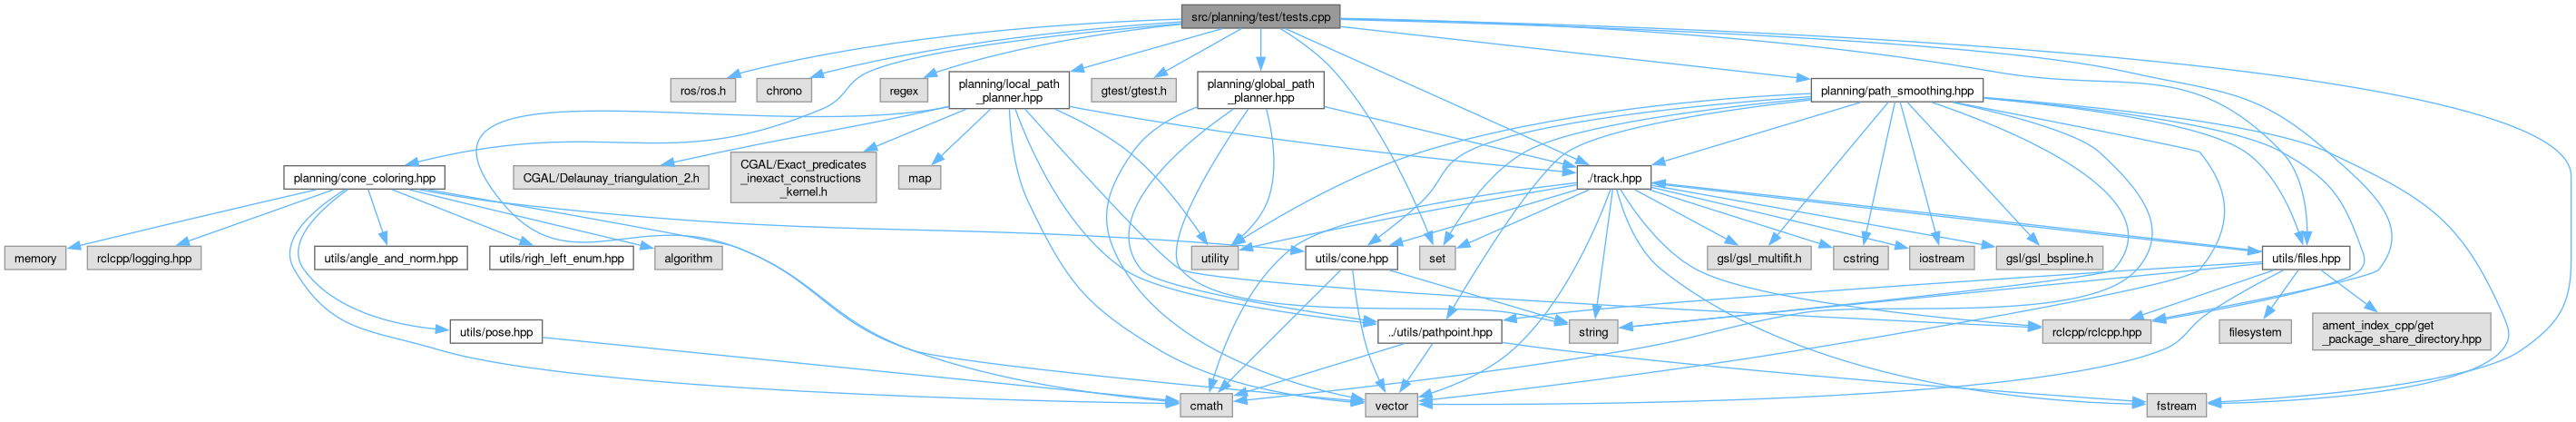 src/planning/test/tests.cpp
ros/ros.h
chrono
regex
planning/local_path
_planner.hpp
gtest/gtest.h
planning/global_path
_planner.hpp
planning/path_smoothing.hpp
planning/cone_coloring.hpp
CGAL/Delaunay_triangulation_2.h
CGAL/Exact_predicates
_inexact_constructions
_kernel.h
map
./track.hpp
memory
rclcpp/logging.hpp
utils/angle_and_norm.hpp
utils/righ_left_enum.hpp
algorithm
utility
utils/cone.hpp
set
gsl/gsl_multifit.h
cstring
iostream
gsl/gsl_bspline.h
utils/files.hpp
utils/pose.hpp
../utils/pathpoint.hpp
string
rclcpp/rclcpp.hpp
filesystem
ament_index_cpp/get
_package_share_directory.hpp
cmath
vector
fstream